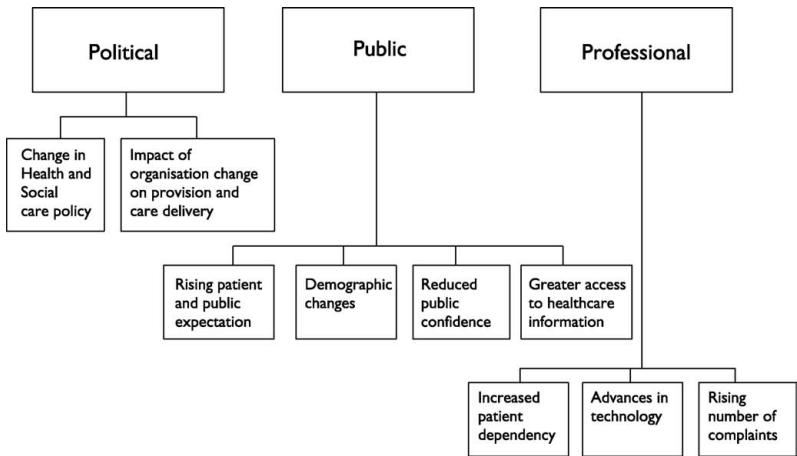 Political
Public
Professional
Change in
Health and
Social
care policy
Impact of
organisation change
on provision and
care delivery
Rising patient
and public
expectation
Demographic
changes
Reduced
public
confidence
Greater access
to healthcare
information
Increased
patient
dependency
Advances in
technology
Rising
number of
complaints